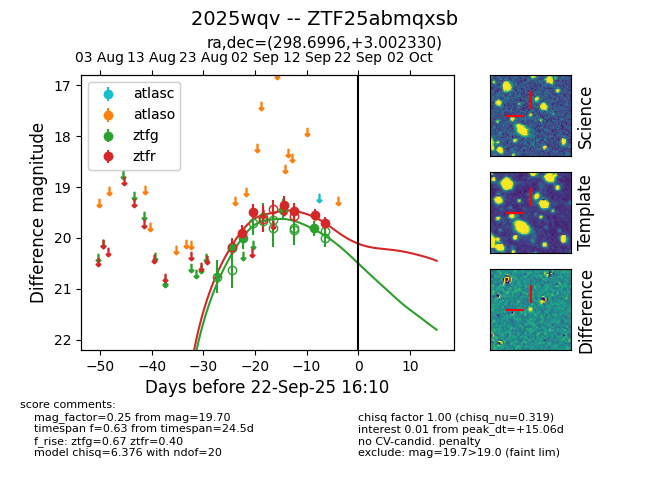 2025wqv -- ZTF25abmqxsb
ra,dec=(298.6996,+3.002330)
03 Aug 13 Aug 23 Aug 02 Sep 12 Sep 22 Sep 02 Oct
atlasc
atlaso
ztfg
ztfr
17
18
19
20
21
22
Difference magnitude
−50 −40 −30 −20 −10 0 10
Days before 22-Sep-25 16:10
Science
Template
Difference
score comments:
mag_factor=0.25 from mag=19.70
timespan f=0.63 from timespan=24.5d
f_rise: ztfg=0.67 ztfr=0.40
model chisq=6.376 with ndof=20
chisq factor 1.00 (chisq_nu=0.319)
interest 0.01 from peak_dt=+15.06d
no CV-candid. penalty
exclude: mag=19.7>19.0 (faint lim)